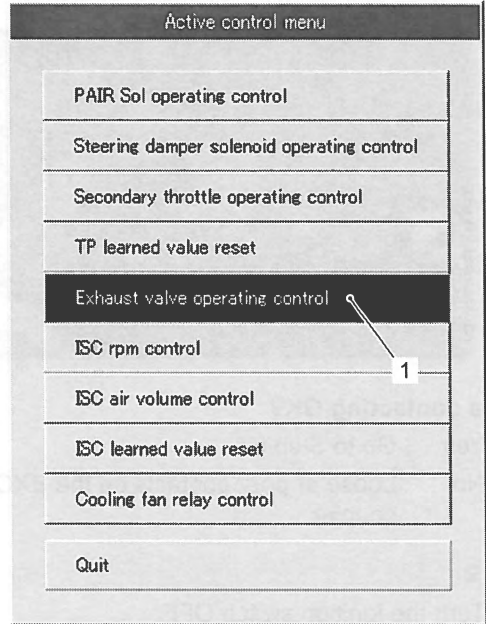 Active control menu
PAIR Sol operating control
Steering damper solenoid operating control
Secondary throttle operating control
TP learned value reset
Exhaust valve operating control
1
ISC rpm control
ISC air volume control
ISC learned value reset
Cooling fan relay control
Quit